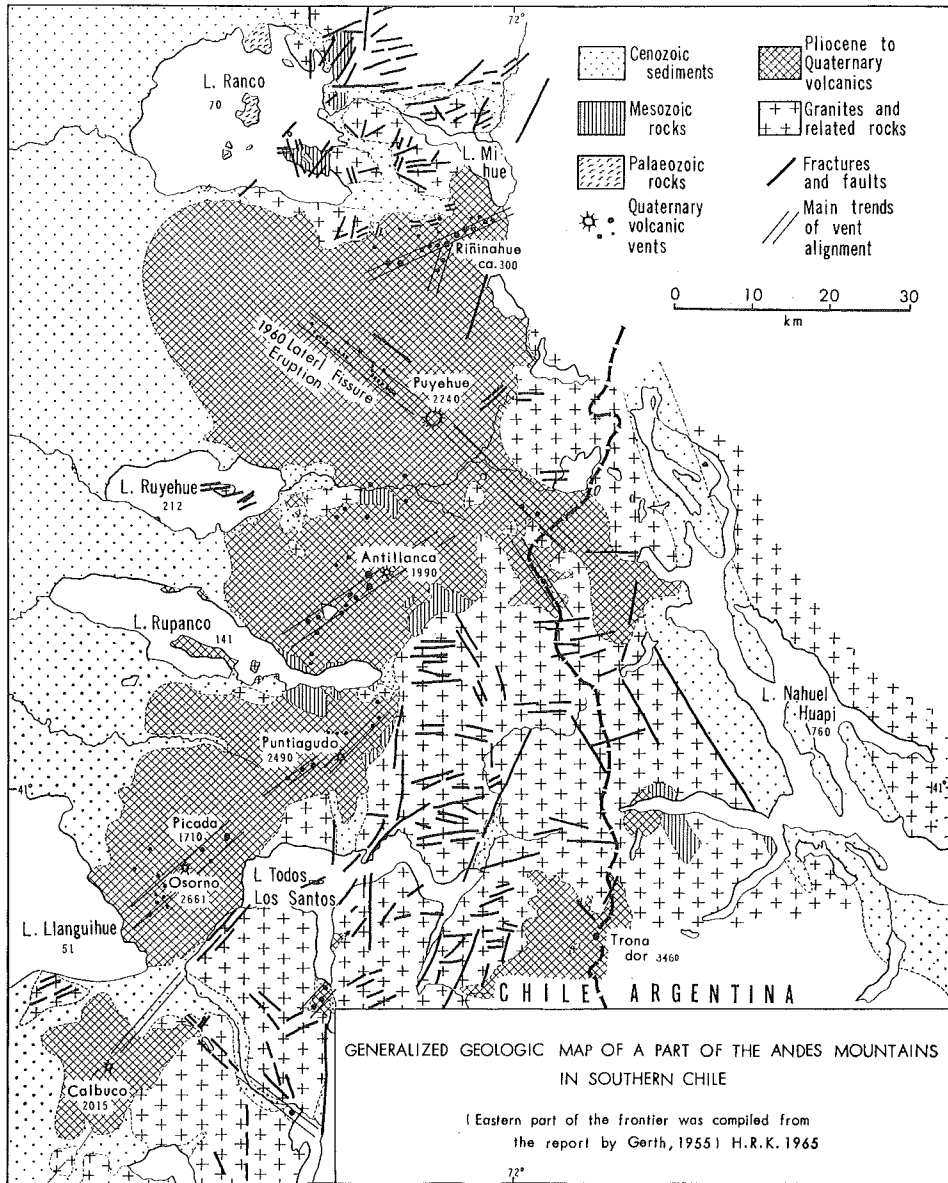 72°
Cenozoic
sediments
Pliocene to
Quaternary
volcanics
Mesozoic
rocks
Granites and
related rocks
Palaeozoic
rocks
Fractures
and faults
Quaternary
volcanic
vents
Main trends
of vent
alignment
0 10 20 30
km
L. Ranco
70
L. Mi
hue
Riñinahue
ca.300
1960 Laterl Fissure
Eruption
Puyehue
2240
L. Ruyehue
212
Antillanca
1990
L. Rupanco
141
L. Nahuel
Huapi
760
Puntiagudo
2490
41°
41°
Picada
1710
Osorno
2661
L Todos
Los Santos
L. Llanguihue
51
Trona
dor 3460
CHILE ARGENTINA
Calbuco
2015
GENERALIZED GEOLOGIC MAP OF A PART OF THE ANDES MOUNTAINS
IN SOUTHERN CHILE
(Eastern part of the frontier was compiled from
the report by Gerth, 1955) H.R.K. 1965
72°